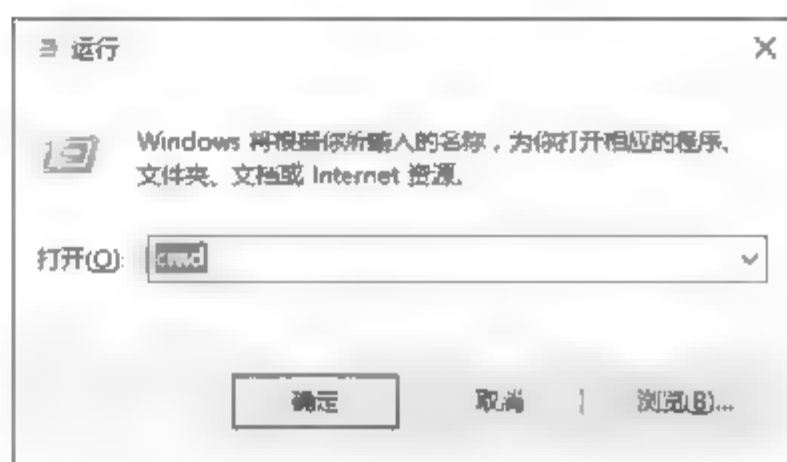 运行
Windows 将根据你所输入的名称，为你打开相应的程序、
文件夹、文档或 Internet 资源。
打开(O): cmd
确定 取消 浏览(B)...